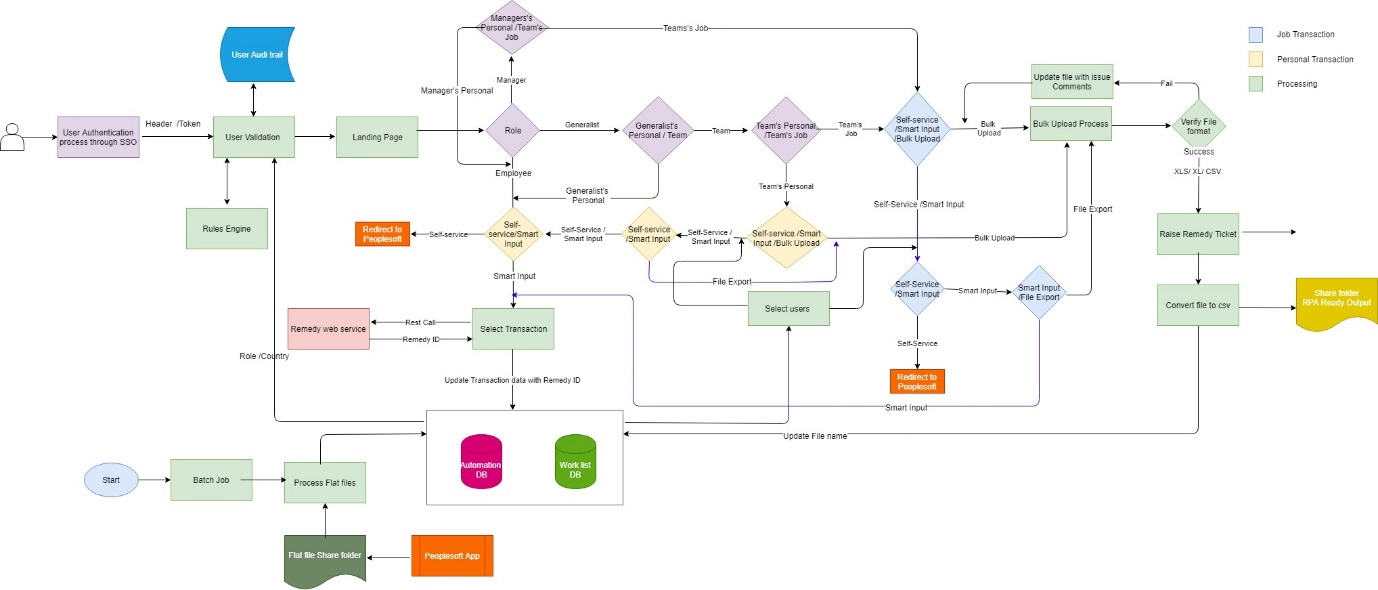 Managers's
Personal /Team's
Job
Teams's Job
Job Transaction
Personal Transaction
Processing
User Audi trail
Update file with issue
Comments
Fail
Manager
Manager's Personal
User Authentication
process through SSO
Header /Token
User Validation
Landing Page
Role
Generalist
Generalist's
Personal / Team
Team
Team's Personal
/Team's Job
Team's
Job
Self-service
/Smart Input
/Bulk Upload
Bulk
Upload
Bulk Upload Process
Verify File
format
Success
XLS/ XL/ CSV
Employee
Generalist's
Personal
Team's Personal
Self-Service /Smart Input
File Export
Rules Engine
Redirect to
Peoplesoft
Self-service
Self-
service/Smart
Input
Self-Service /
Smart Input
Self-service
/Smart Input
Self-Service /
Smart Input
Self-service /Smart
Input /Bulk Upload
Bulk Upload
Raise Remedy Ticket
Smart Input
File Export
Self-Service
/Smart Input
Smart Input
Smart Input
/File Export
Select users
Convert file to csv
Share folder
RPA Ready Output
Remedy web service
Rest Call
Remedy ID
Select Transaction
Self-Service
Redirect to
Peoplesoft
Role /Country
Update Transaction data with Remedy ID
Smart Input
Update File name
Automation
DB
Work list
DB
Start
Batch Job
Process Flat files
Flat file Share folder
Peoplesoft App